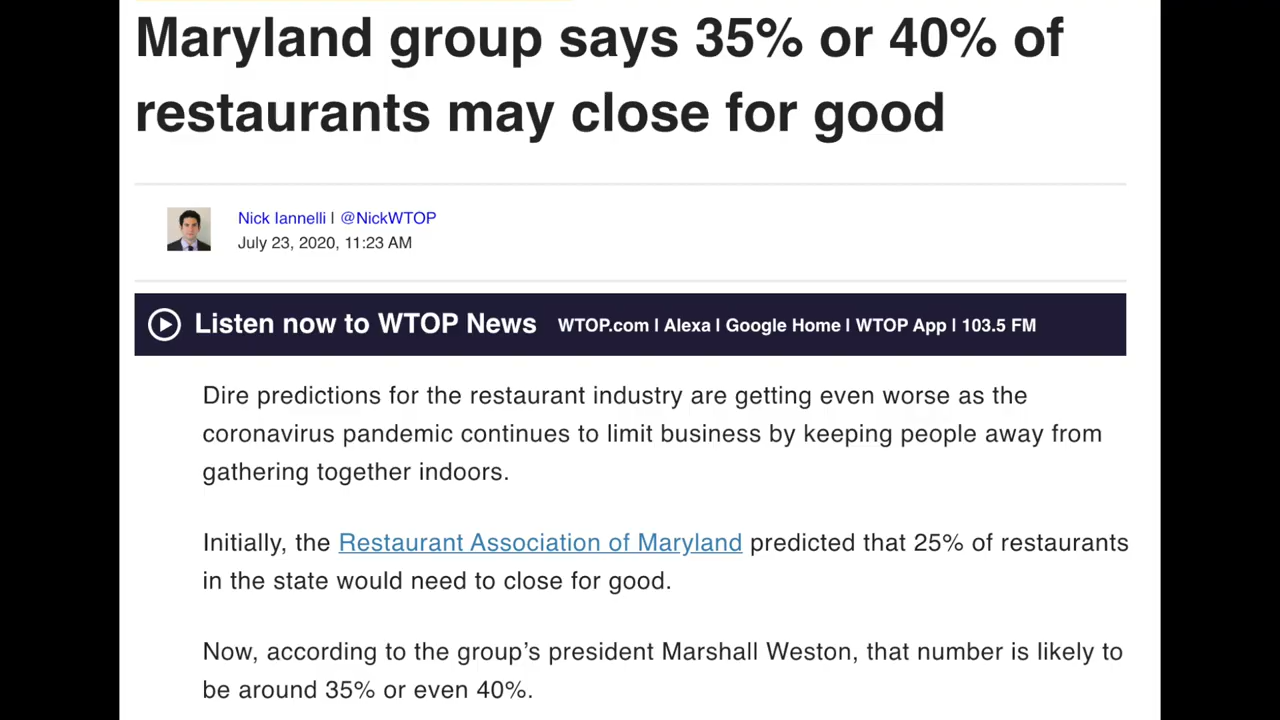 Maryland group says 35% or 40% of
restaurants may close for good
Nick Iannelli | @NickWTOP
July 23, 2020, 11:23 AM
Listen now to WTOP News WTOP.com | Alexa | Google Home | WTOP App | 103.5 FM
Dire predictions for the restaurant industry are getting even worse as the
coronavirus pandemic continues to limit business by keeping people away from
gathering together indoors.
Initially, the Restaurant Association of Maryland predicted that 25% of restaurants
in the state would need to close for good.
Now, according to the group’s president Marshall Weston, that number is likely to
be around 35% or even 40%.